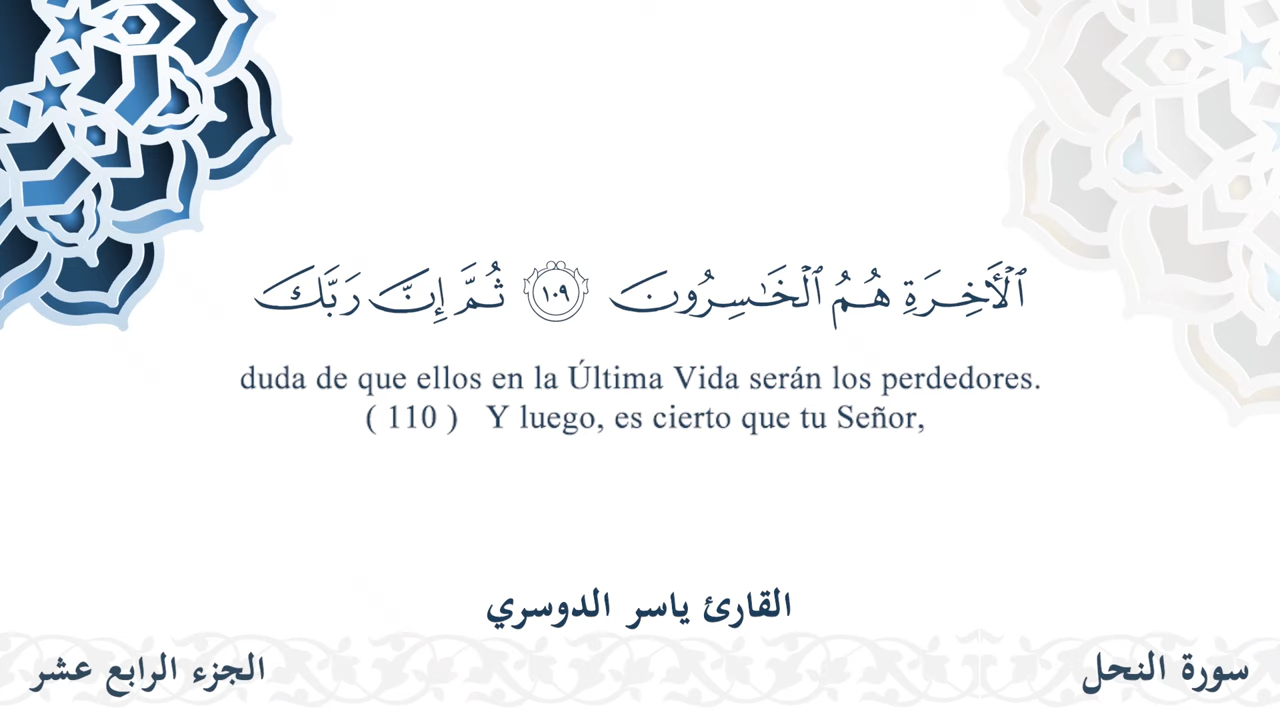 ٱلْأَخِرَةِ هُمُ ٱلْخَـٰسِرُونَ ١٠٩ ثُمَّ إِنَّ رَبَّكَ
duda de que ellos en la Última Vida serán los perdedores.
( 110 ) Y luego, es cierto que tu Señor,
القارئ ياسر الدوسري
سورة النحل
الجزء الرابع عشر